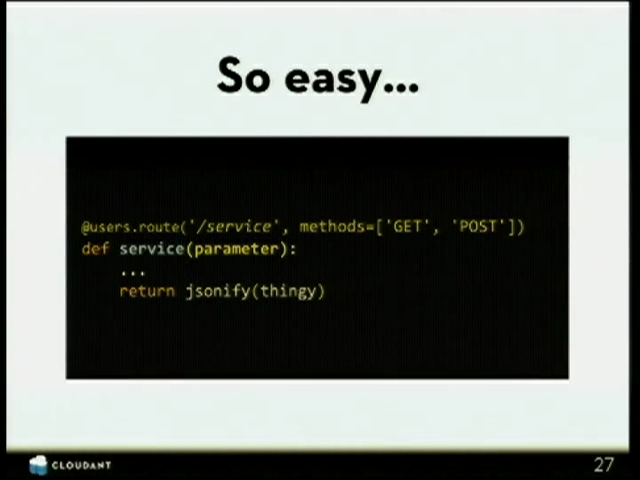 So easy...
@users.route('/service', methods=['GET', 'POST'])
def service(parameter):
    ...
    return jsonify(thingy)
CLOUDANT
27